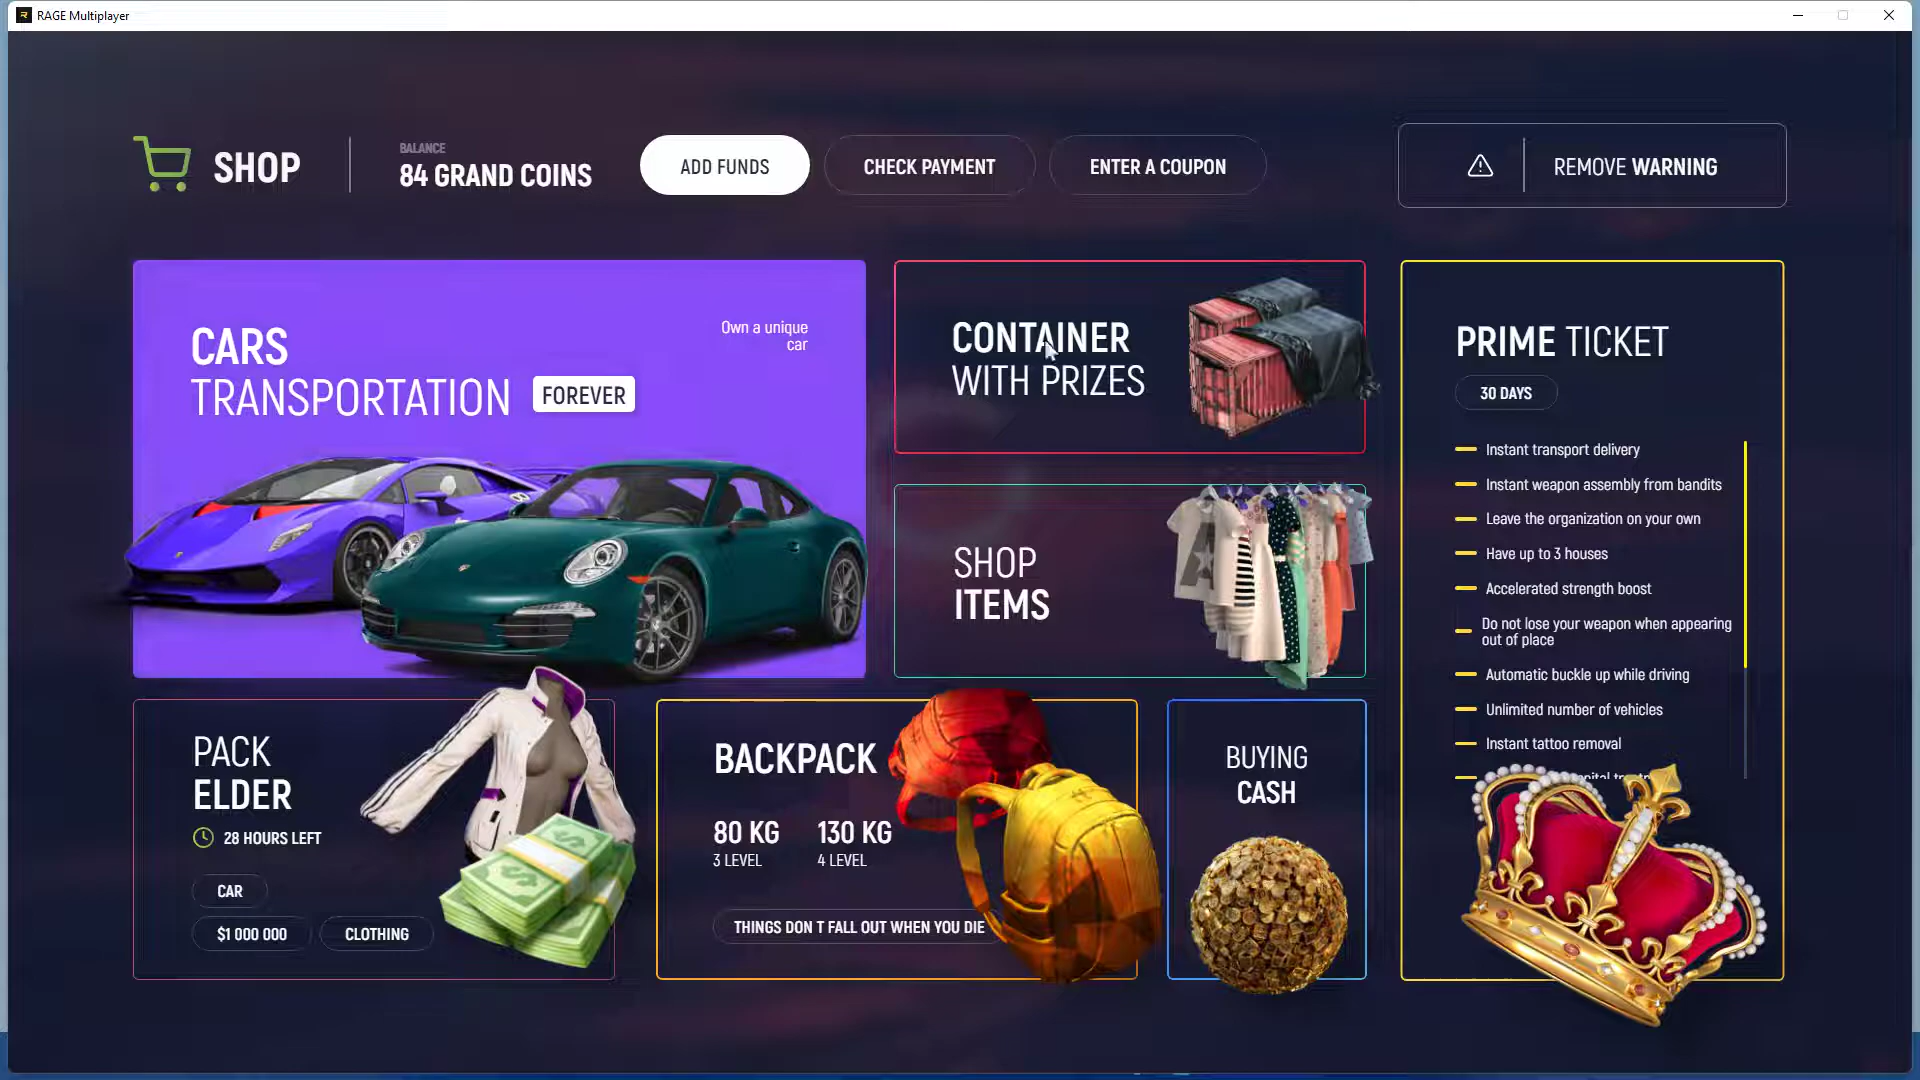 RAGE Multiplayer
SHOP
BALANCE
84 GRAND COINS
ADD FUNDS
CHECK PAYMENT
ENTER A COUPON
REMOVE WARNING
CARS
TRANSPORTATION
FOREVER
Own a unique
car
CONTAINER
WITH PRIZES
SHOP
ITEMS
PRIME TICKET
30 DAYS
Instant transport delivery
Instant weapon assembly from bandits
Leave the organization on your own
Have up to 3 houses
Accelerated strength boost
Do not lose your weapon when appearing
out of place
Automatic buckle up while driving
Unlimited number of vehicles
Instant tattoo removal
PACK
ELDER
28 HOURS LEFT
CAR
$1 000 000
CLOTHING
BACKPACK
80 KG
3 LEVEL
130 KG
4 LEVEL
THINGS DON T FALL OUT WHEN YOU DIE
BUYING
CASH